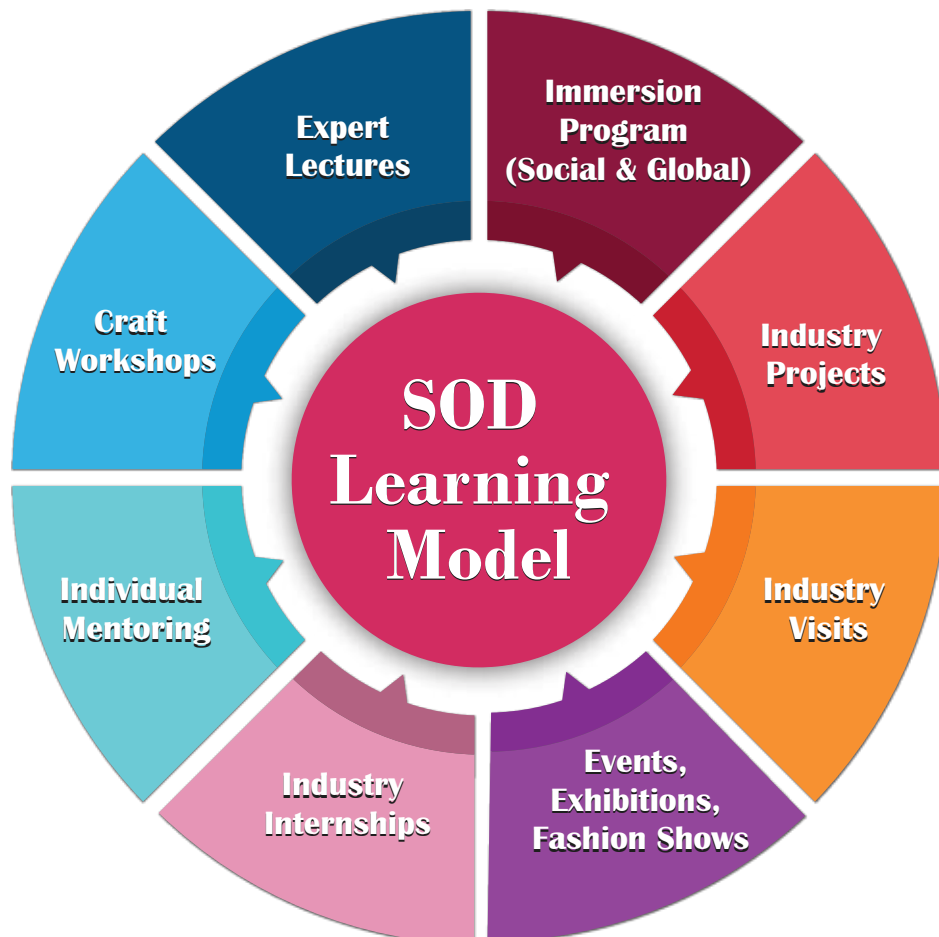 SOD
Learning
Model
Immersion
Program
(Social & Global)
Industry
Projects
Industry
Visits
Events,
Exhibitions,
Fashion Shows
Industry
Internships
Individual
Mentoring
Craft
Workshops
Expert
Lectures